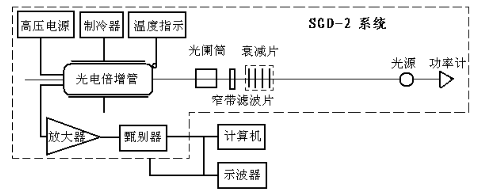 高压电源 制冷器 温度指示 SGD-2 系统
光阑筒 衰减片
光电倍增管 光源 功率计
窄带滤波片
放大器 甄别器 计算机
示波器